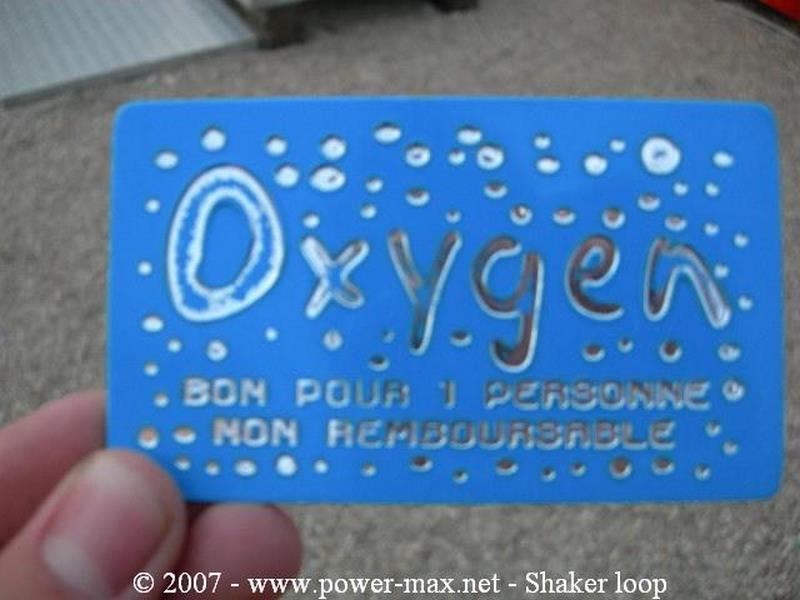 Oxygen
BON POUR 1 PERSONNE
NON REMBOURSABLE
© 2007 - www.power-max.net - Shaker loop